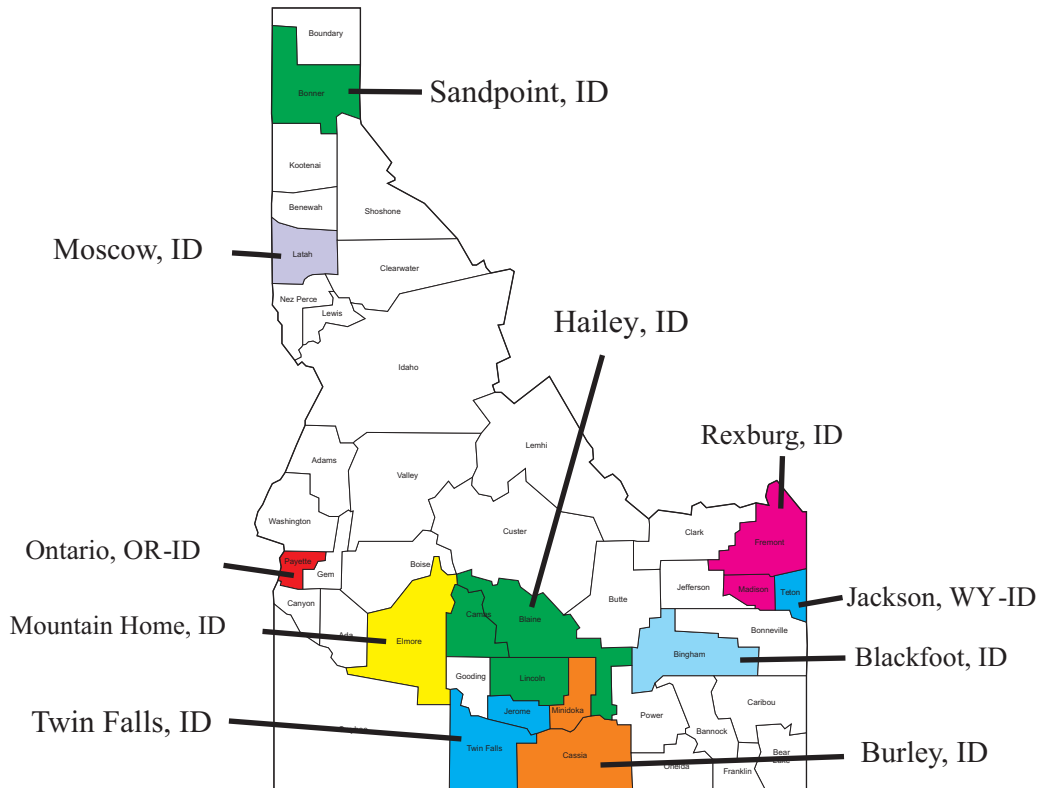 Boundary
Bonner
Sandpoint, ID
Kootenai
Benewah
Shoshone
Moscow, ID
Latah
Clearwater
Nez Perce
Lewis
Hailey, ID
Idaho
Rexburg, ID
Lemhi
Adams
Valley
Washington
Custer
Clark
Fremont
Ontario, OR-ID
Payette
Boise
Gem
Jefferson
Madison
Teton
Jackson, WY-ID
Canyon
Butte
Camas
Blaine
Mountain Home, ID
Ada
Elmore
Bonneville
Bingham
Blackfoot, ID
Gooding
Lincoln
Twin Falls, ID
Jerome
Minidoka
Power
Caribou
Bannock
Twin Falls
Cassia
Burley, ID
Oneida
Franklin
Bear
Lake